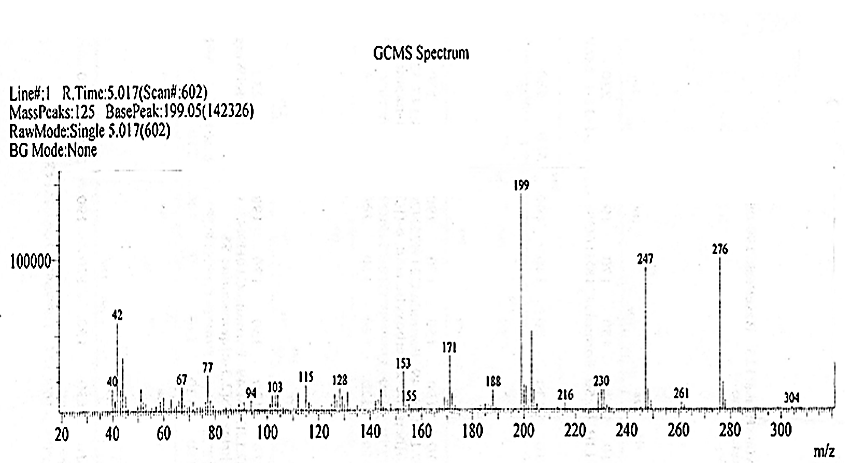 GCMS Spectrum
Line#:1 R.Time:5.017(Scan#:602)
MassPeaks:125 BasePeak:199.05(142326)
RawMode:Single 5.017(602)
BG Mode:None
199
100000
247
276
42
171
153
77
40
67
94
103
115
128
55
188
216
230
261
304
20 40 60 80 100 120 140 160 180 200 220 240 260 280 300
m/z